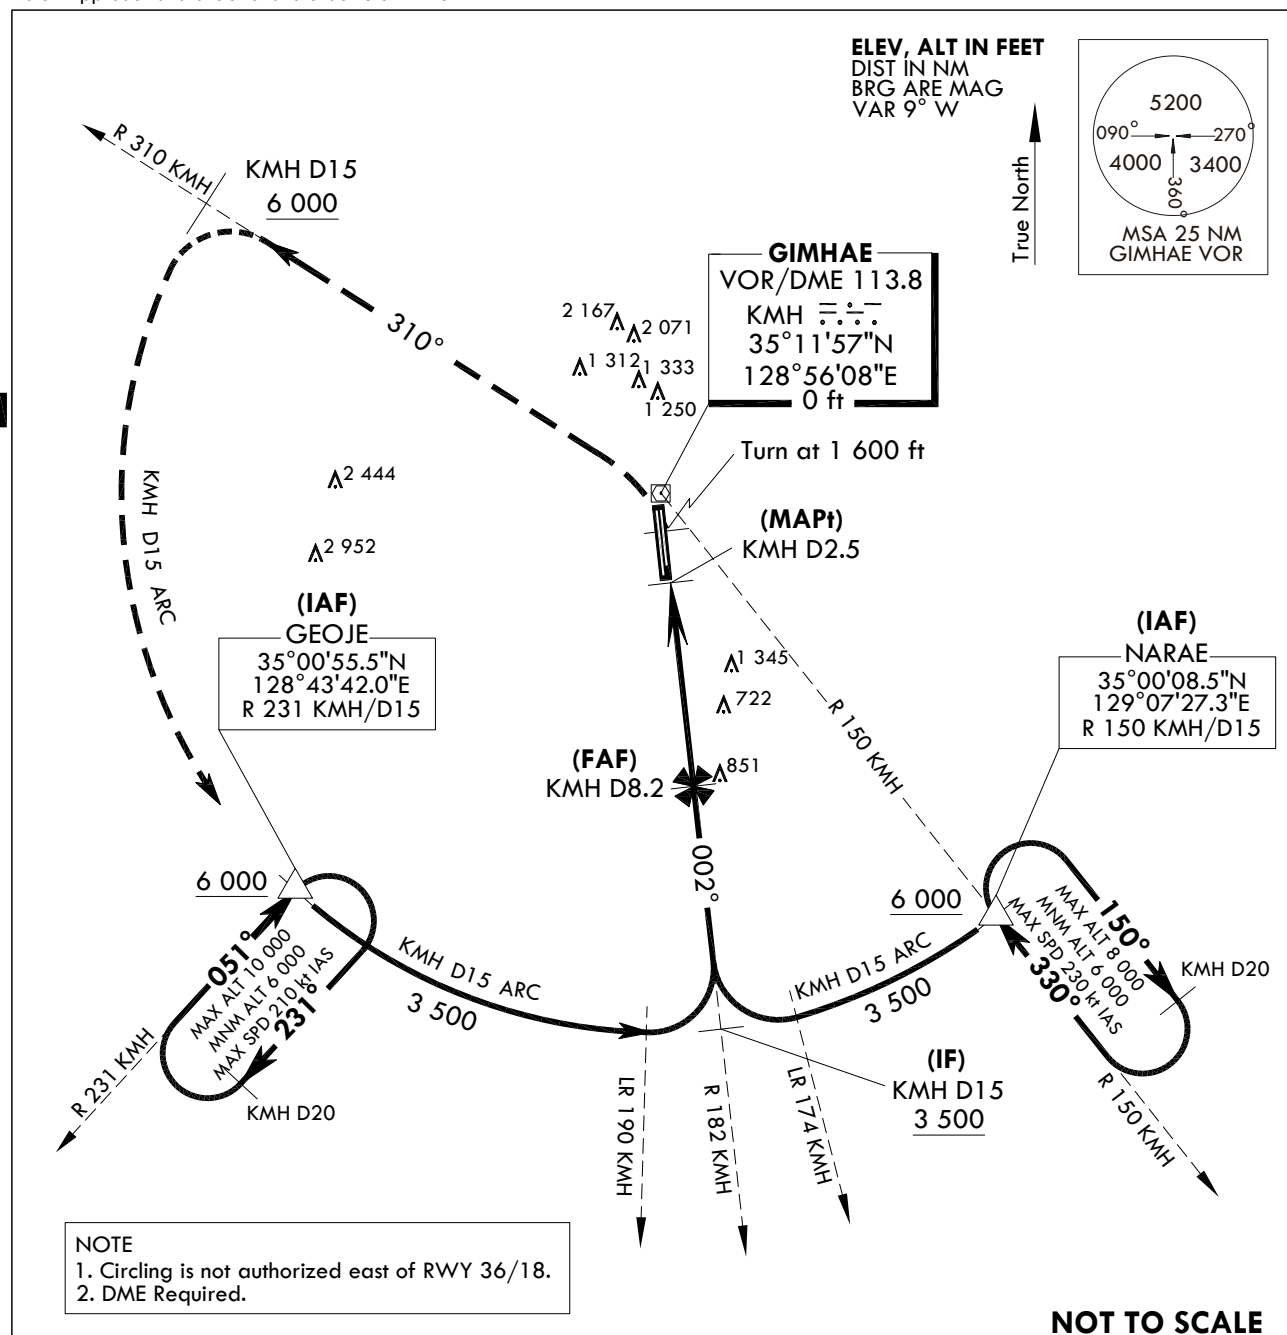 ELEV, ALT IN FEET
DIST IN NM
BRG ARE MAG
VAR 9° W
True North
5200
090°
270°
4000
3400
360°
MSA 25 NM
GIMHAE VOR
R 310 KMH
KMH D15
6 000
310°
GIMHAE
VOR/DME 113.8
KMH
35°11'57"N
128°56'08"E
0 ft
2 167
2 071
1 312
1 333
1 250
Turn at 1 600 ft
(MAPt)
KMH D2.5
2 444
2 952
KMH D15 ARC
(IAF)
GEOJE
35°00'55.5"N
128°43'42.0"E
R 231 KMH/D15
(IAF)
NARAE
35°00'08.5"N
129°07'27.3"E
R 150 KMH/D15
1 345
722
851
R 150 KMH
(FAF)
KMH D8.2
002°
6 000
051°
MAX ALT 10 000
MNM ALT 6 000
MAX SPD 210 kt IAS
231°
R 231 KMH
KMH D20
KMH D15 ARC
3 500
6 000
KMH D15 ARC
3 500
150°
MAX ALT 8 000
MNM ALT 6 000
MAX SPD 230 kt IAS
330°
KMH D20
R 150 KMH
(IF)
KMH D15
3 500
LR 190 KMH
R 182 KMH
LR 174 KMH
NOTE
1. Circling is not authorized east of RWY 36/18.
2. DME Required.
NOT TO SCALE